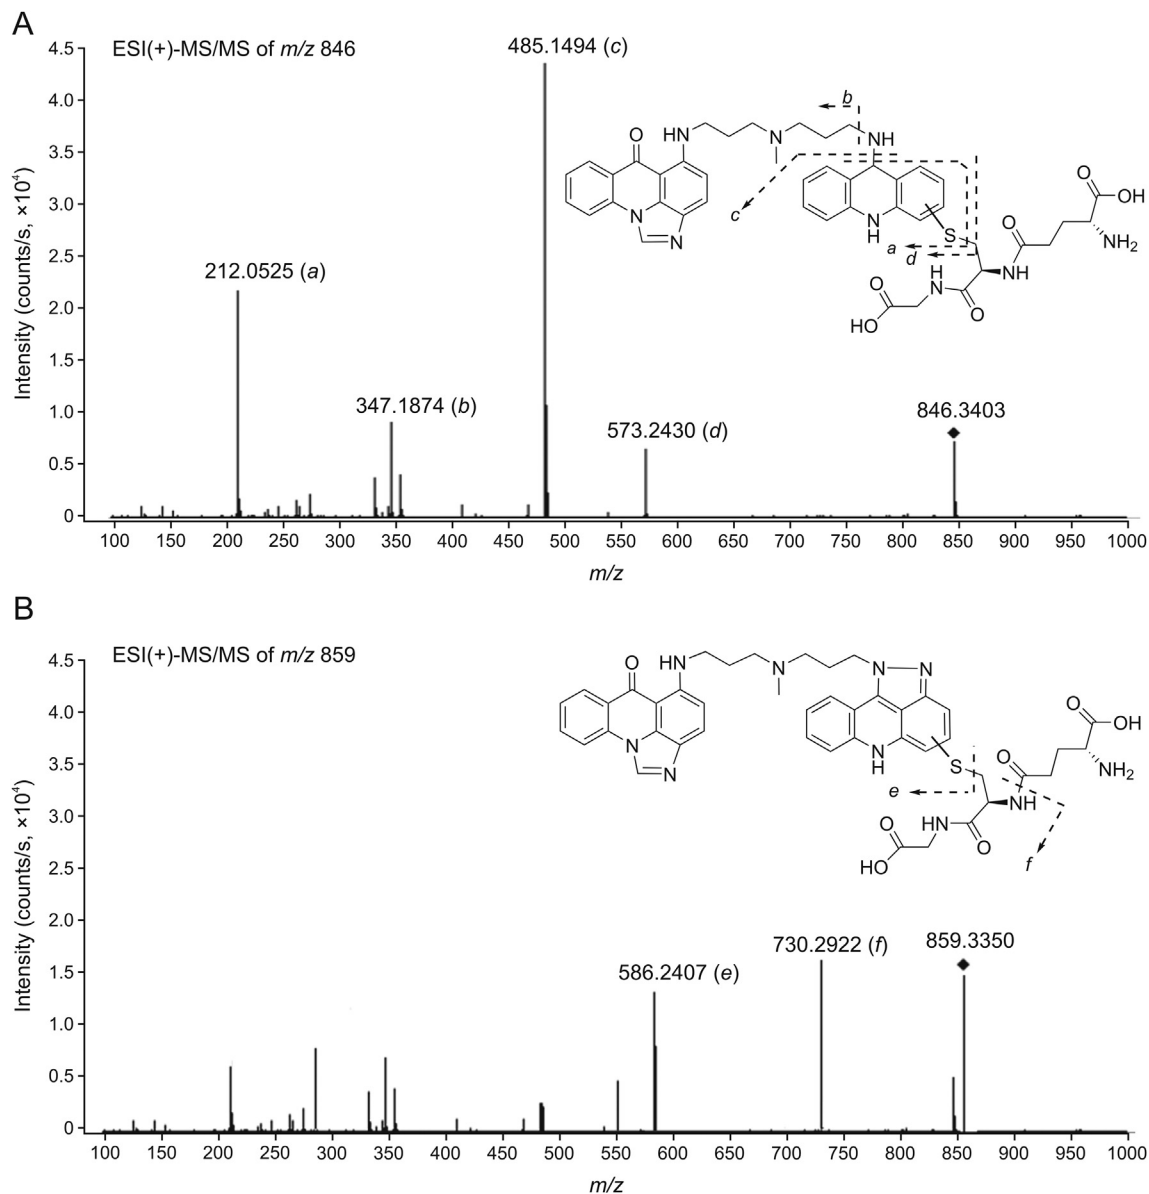 A
ESI(+)-MS/MS of m/z 846
485.1494 (c)
212.0525 (a)
347.1874 (b)
573.2430 (d)
846.3403
Intensity (counts/s, ×10⁴)
4.5
4.0
3.5
3.0
2.5
2.0
1.5
1.0
0.5
0
100 150 200 250 300 350 400 450 500 550 600 650 700 750 800 850 900 950 1000
m/z
b
O
HN
N
NH
c
N
N
N
H
S
a
d
O
OH
O
NH₂
NH
H
N
O
O
HO
B
ESI(+)-MS/MS of m/z 859
586.2407 (e)
730.2922 (f)
859.3350
Intensity (counts/s, ×10⁴)
4.5
4.0
3.5
3.0
2.5
2.0
1.5
1.0
0.5
0
100 150 200 250 300 350 400 450 500 550 600 650 700 750 800 850 900 950 1000
m/z
O
HN
N
N
N
N
N
NH
S
e
O
OH
O
NH₂
NH
HN
O
O
HO
f